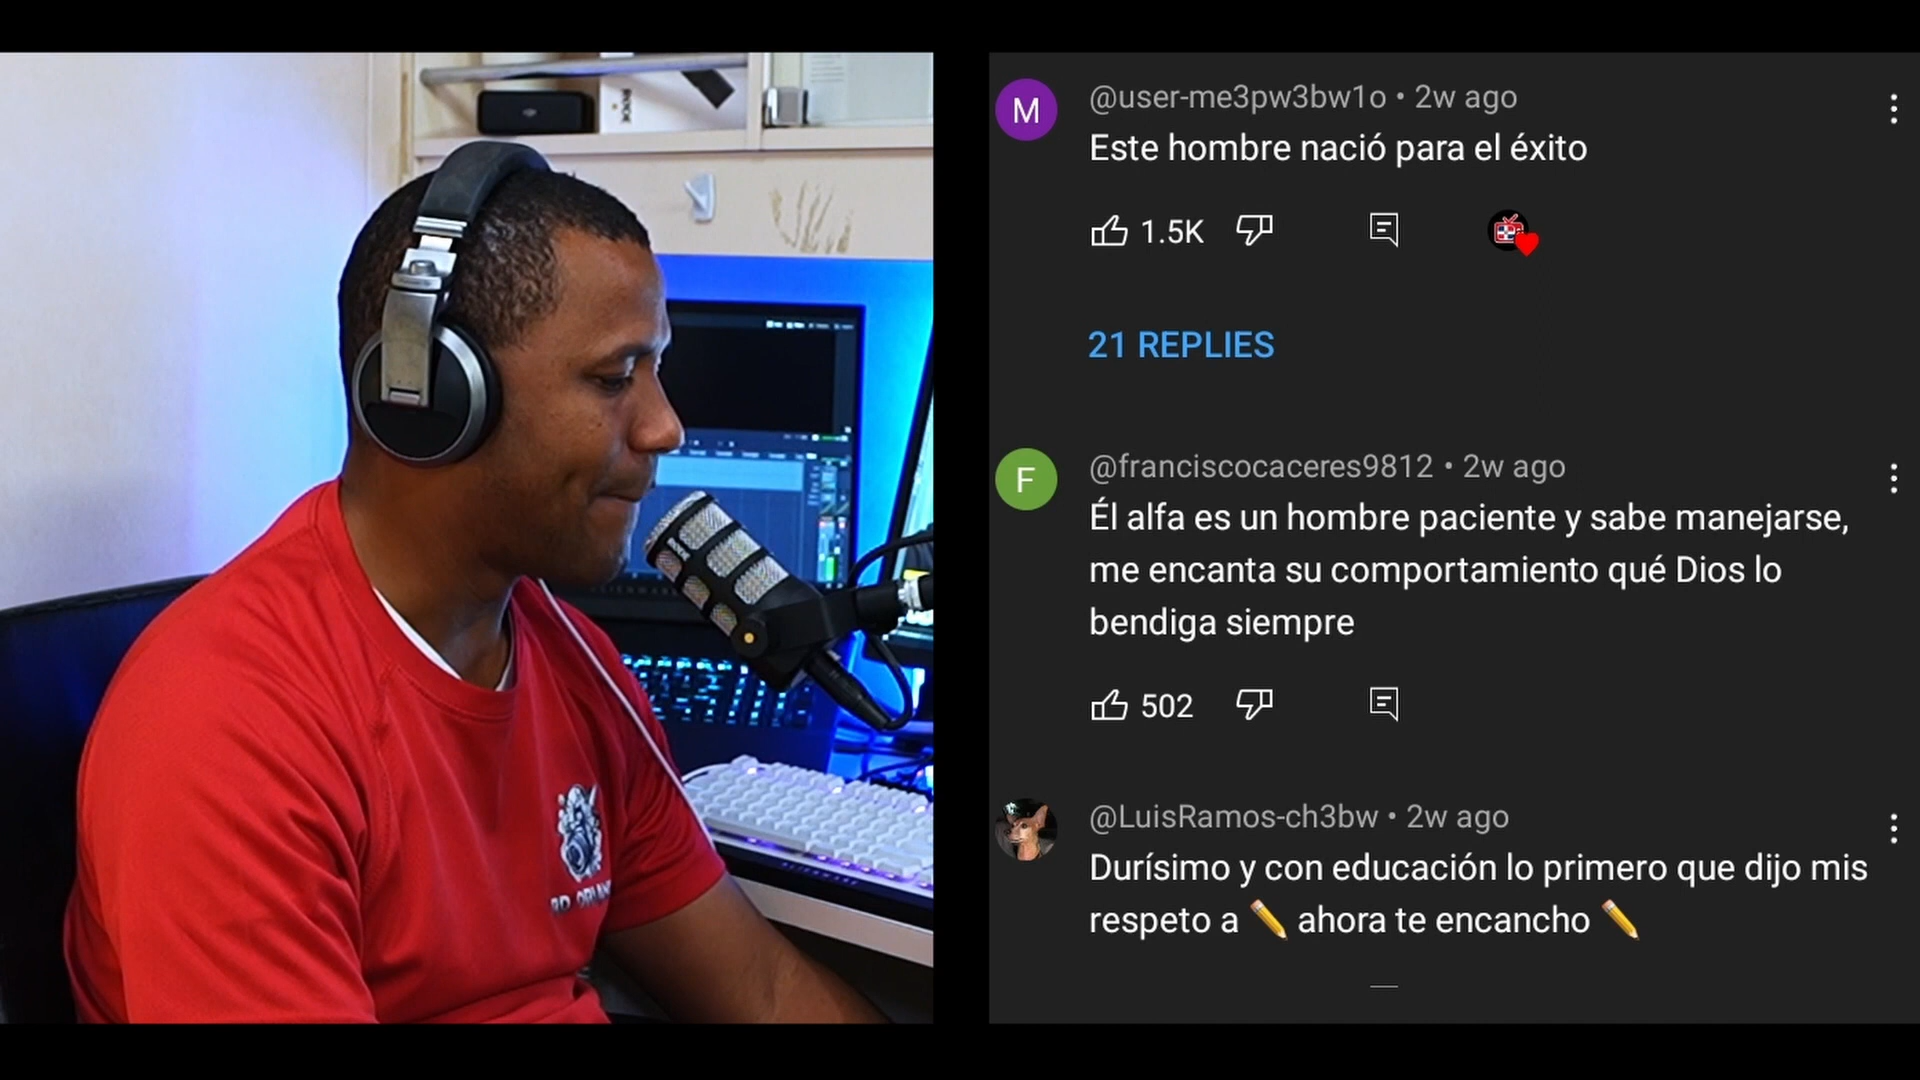 M
@user-me3pw3bw1o • 2w ago
Este hombre nació para el éxito
1.5K
21 REPLIES
F
@franciscocaceres9812 • 2w ago
Él alfa es un hombre paciente y sabe manejarse,
me encanta su comportamiento qué Dios lo
bendiga siempre
502
@LuisRamos-ch3bw • 2w ago
Durísimo y con educación lo primero que dijo mis
respeto a ✏️ ahora te encancho ✏️
RODE